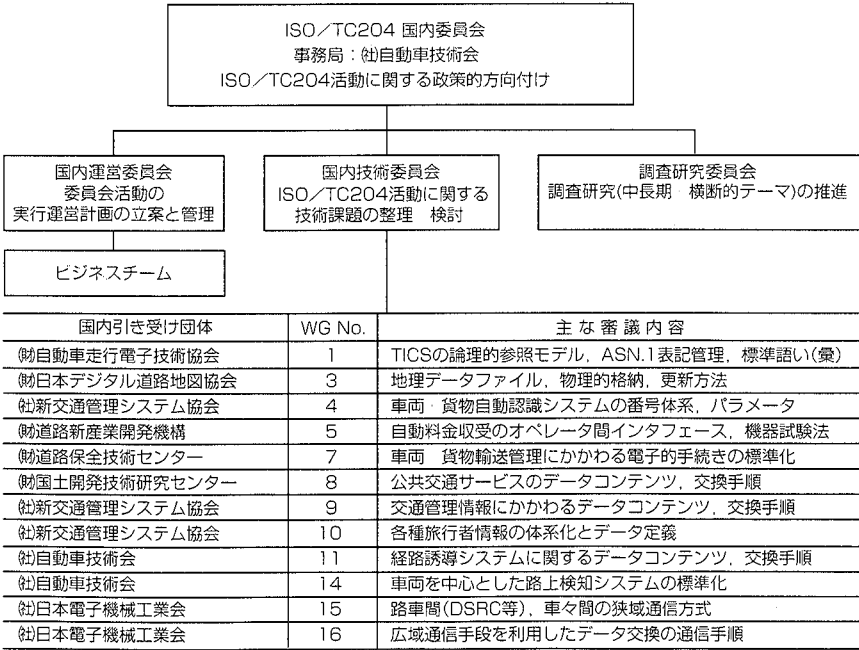 ISO/TC204 国内委員会
事務局：㈳自動車技術会
ISO/TC204活動に関する政策的方向付け
国内運営委員会
委員会活動の
実行運営計画の立案と管理
国内技術委員会
ISO/TC204活動に関する
技術課題の整理 検討
調査研究委員会
調査研究(中長期・横断的テーマ)の推進
ビジネスチーム
国内引き受け団体 WG No. 主な審議内容
㈶自動車走行電子技術協会 1 TICSの論理的参照モデル，ASN.1表記管理，標準語い(彙)
㈶日本デジタル道路地図協会 3 地理データファイル，物理的格納，更新方法
㈳新交通管理システム協会 4 車両・貨物自動認識システムの番号体系，パラメータ
㈶道路新産業開発機構 5 自動料金収受のオペレータ間インタフェース，機器試験法
㈶道路保全技術センター 7 車両 貨物輸送管理にかかわる電子的手続きの標準化
㈶国土開発技術研究センター 8 公共交通サービスのデータコンテンツ，交換手順
㈳新交通管理システム協会 9 交通管理情報にかかわるデータコンテンツ，交換手順
㈳新交通管理システム協会 10 各種旅行者情報の体系化とデータ定義
㈳自動車技術会 11 経路誘導システムに関するデータコンテンツ，交換手順
㈳自動車技術会 14 車両を中心とした路上検知システムの標準化
㈳日本電子機械工業会 15 路車間(DSRC等)，車々間の狭域通信方式
㈳日本電子機械工業会 16 広域通信手段を利用したデータ交換の通信手順